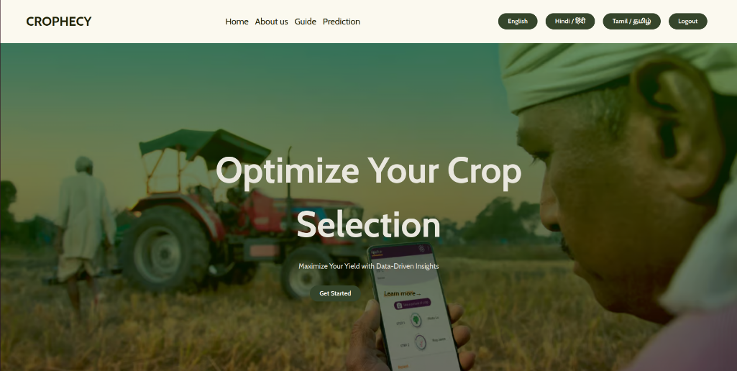 CROPHECY
Home About us Guide Prediction
English
Hindi / हिंदी
Tamil / தமிழ்
Logout
Optimize Your Crop
Selection
Maximize Your Yield with Data-Driven Insights
Get Started
Learn more